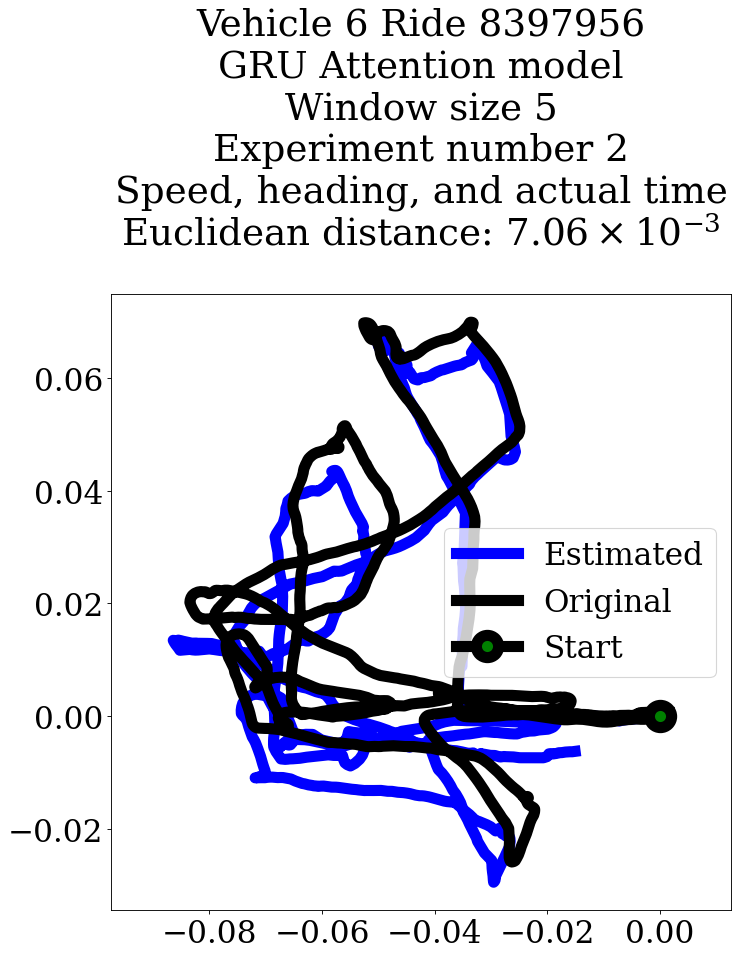 Vehicle 6 Ride 8397956
GRU Attention model
Window size 5
Experiment number 2
Speed, heading, and actual time
Euclidean distance: 7.06 × 10⁻³
0.06
0.04
0.02
0.00
−0.02
Estimated
Original
Start
−0.08 −0.06 −0.04 −0.02 0.00